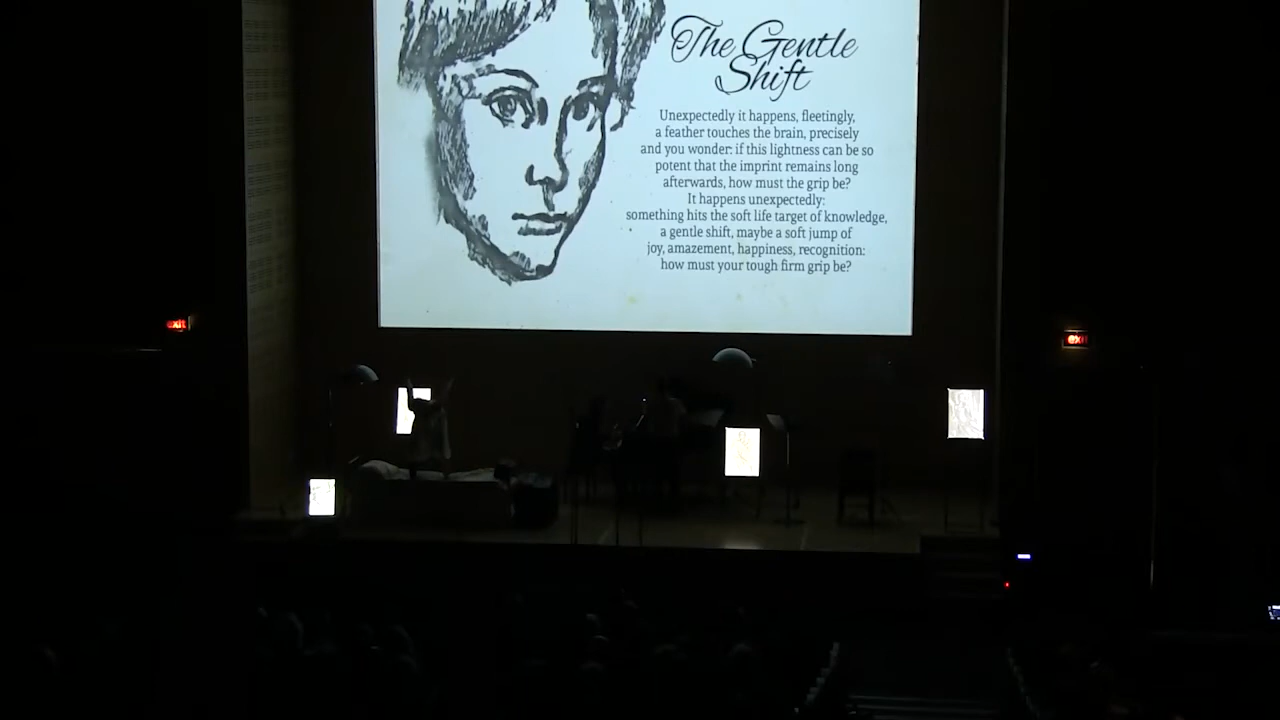 The Gentle
Shift
Unexpectedly it happens, fleetingly,
a feather touches the brain, precisely
and you wonder: if this lightness can be so
potent that the imprint remains long
afterwards, how must the grip be?
It happens unexpectedly:
something hits the soft life target of knowledge,
a gentle shift, maybe a soft jump of
joy, amazement, happiness, recognition:
how must your tough firm grip be?
exit
exit